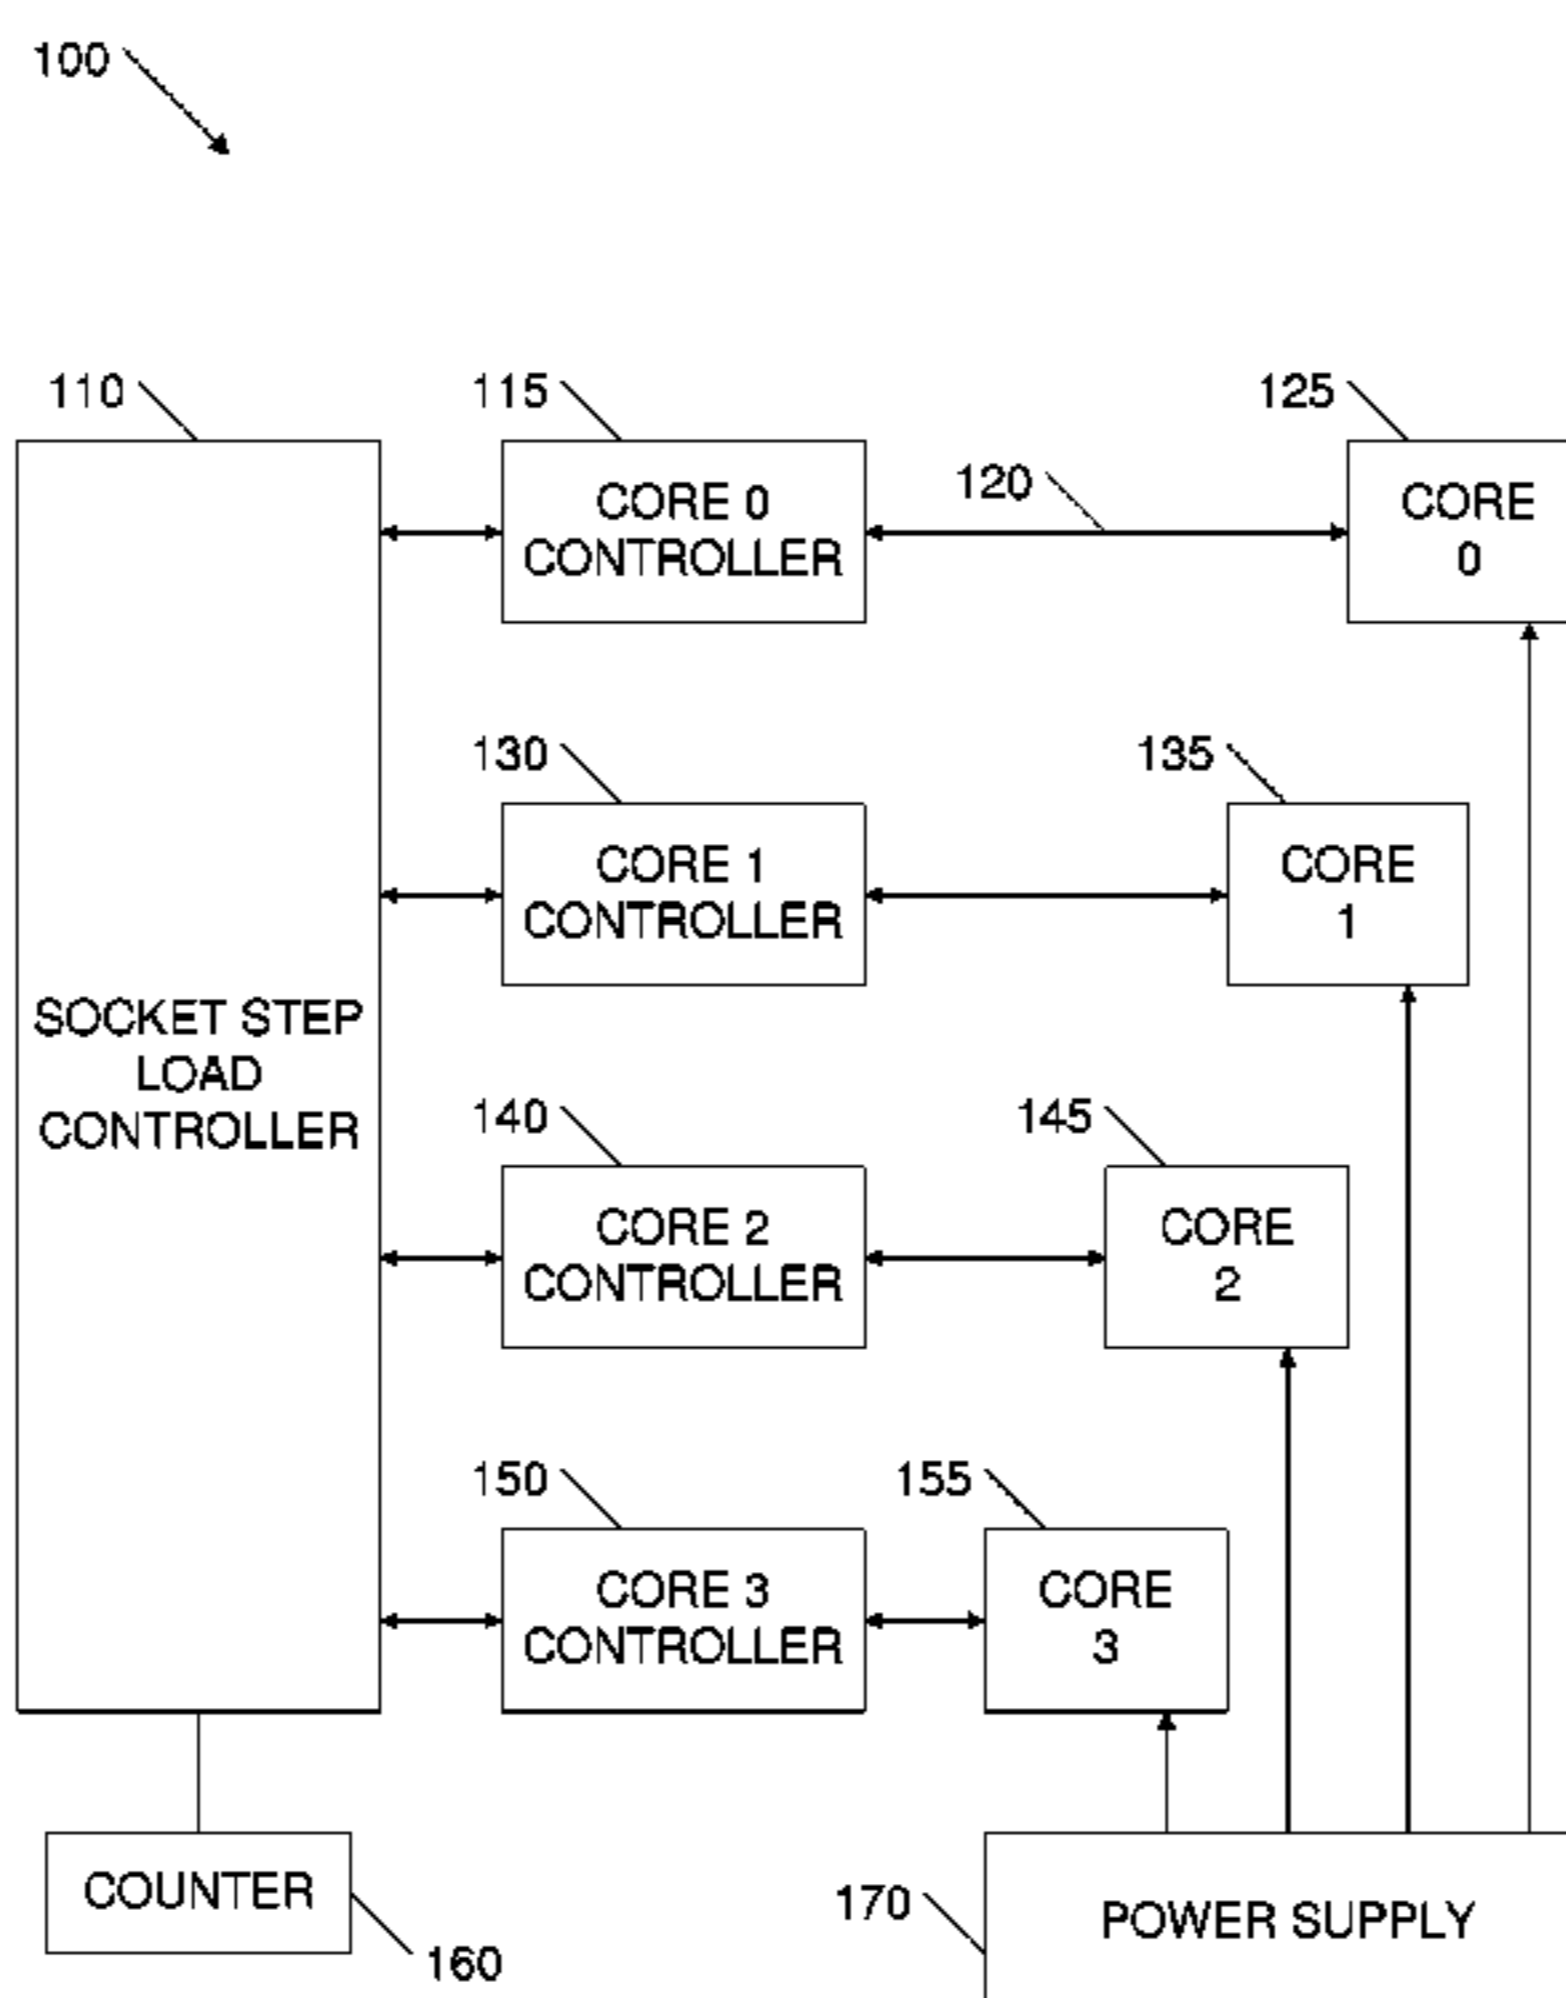 100
110
115
125
120
CORE 0
CONTROLLER
CORE
0
130
135
CORE 1
CONTROLLER
CORE
1
SOCKET STEP
LOAD
CONTROLLER
140
145
CORE 2
CONTROLLER
CORE
2
150
155
CORE 3
CONTROLLER
CORE
3
COUNTER
160
170
POWER SUPPLY